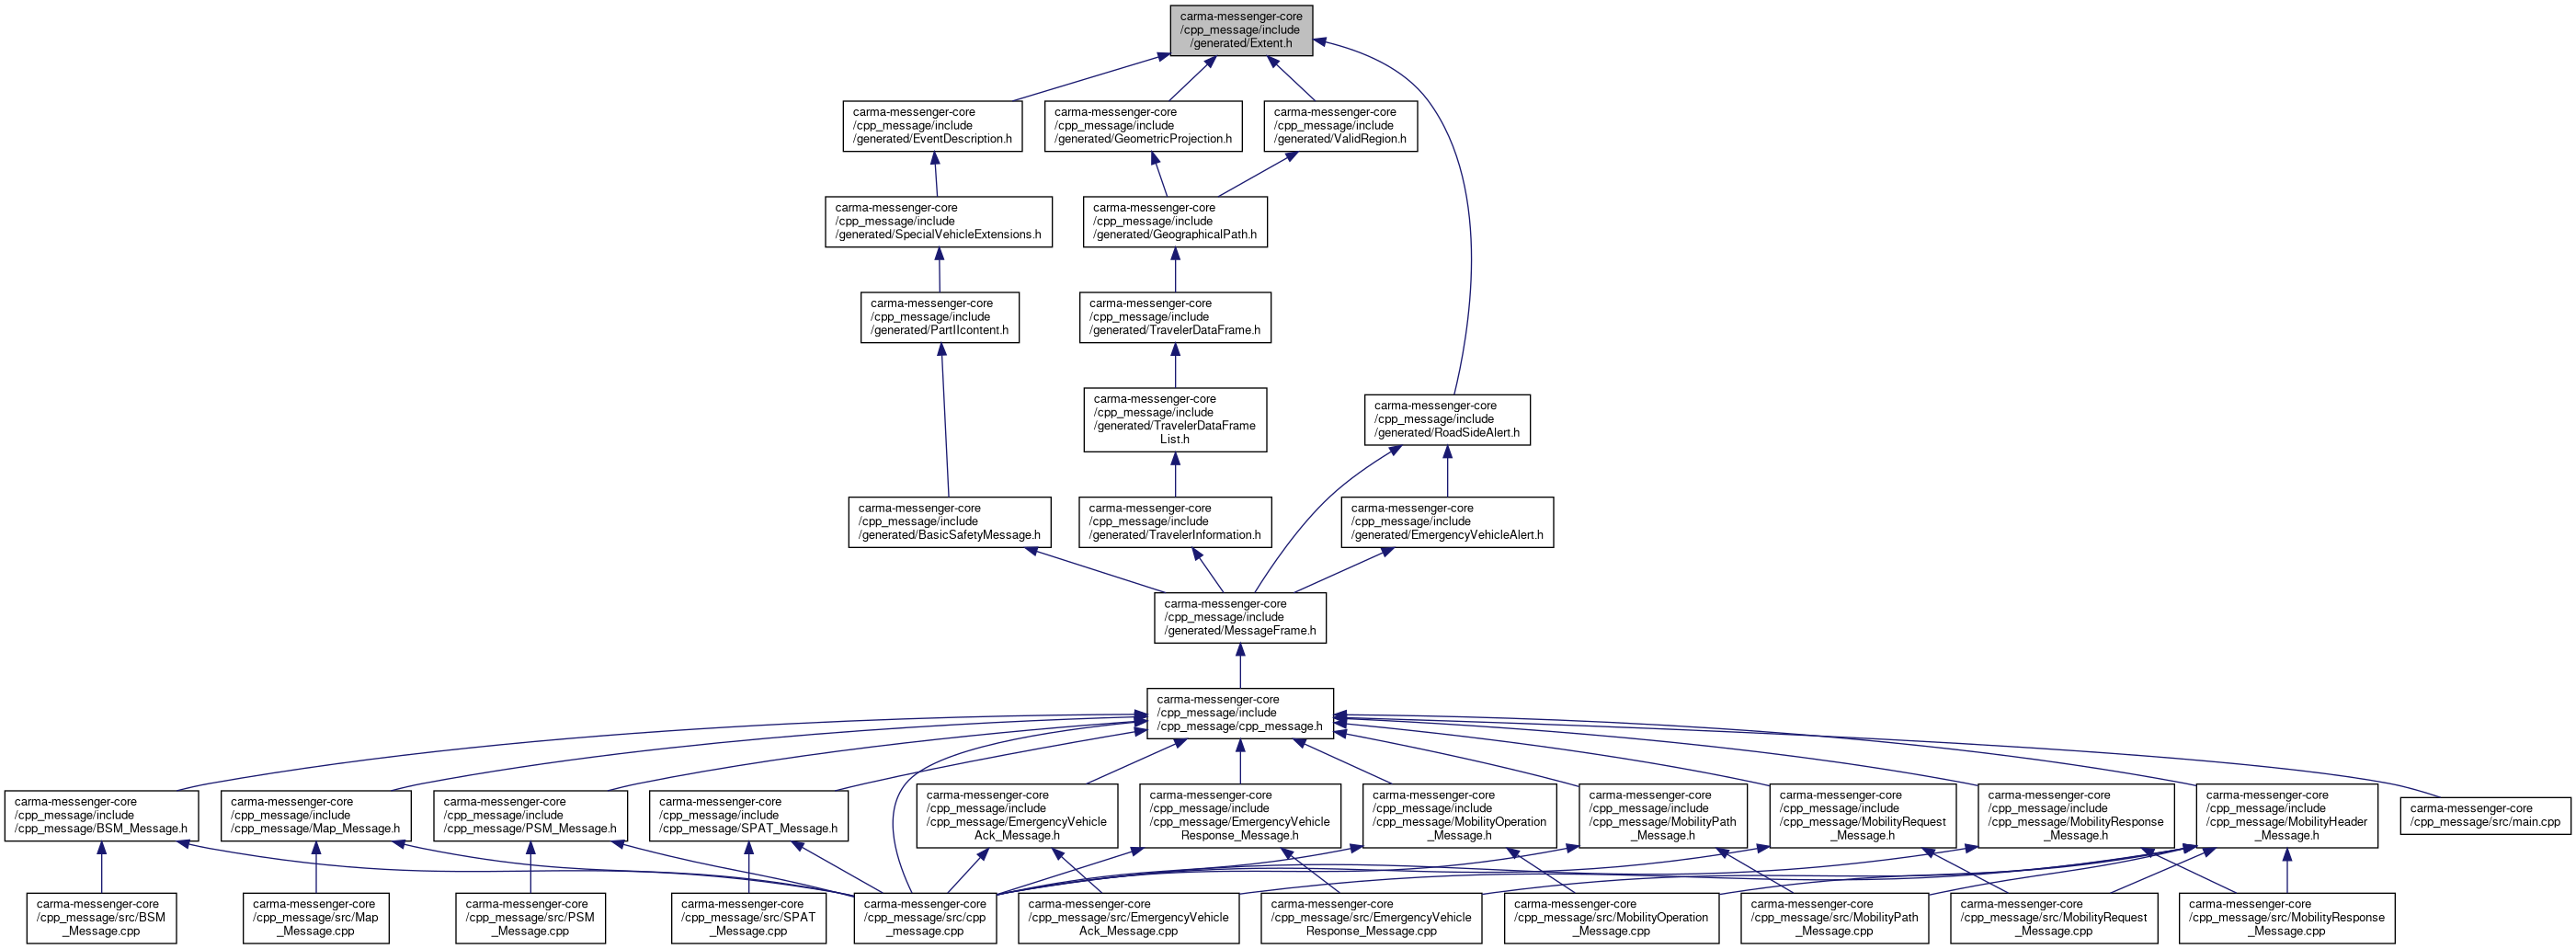 carma-messenger-core
/cpp_message/include
/generated/Extent.h
carma-messenger-core
/cpp_message/include
/generated/EventDescription.h
carma-messenger-core
/cpp_message/include
/generated/GeometricProjection.h
carma-messenger-core
/cpp_message/include
/generated/ValidRegion.h
carma-messenger-core
/cpp_message/include
/generated/SpecialVehicleExtensions.h
carma-messenger-core
/cpp_message/include
/generated/GeographicalPath.h
carma-messenger-core
/cpp_message/include
/generated/PartIIcontent.h
carma-messenger-core
/cpp_message/include
/generated/TravelerDataFrame.h
carma-messenger-core
/cpp_message/include
/generated/TravelerDataFrame
List.h
carma-messenger-core
/cpp_message/include
/generated/RoadSideAlert.h
carma-messenger-core
/cpp_message/include
/generated/BasicSafetyMessage.h
carma-messenger-core
/cpp_message/include
/generated/TravelerInformation.h
carma-messenger-core
/cpp_message/include
/generated/EmergencyVehicleAlert.h
carma-messenger-core
/cpp_message/include
/generated/MessageFrame.h
carma-messenger-core
/cpp_message/include
/cpp_message/cpp_message.h
carma-messenger-core
/cpp_message/include
/cpp_message/BSM_Message.h
carma-messenger-core
/cpp_message/include
/cpp_message/Map_Message.h
carma-messenger-core
/cpp_message/include
/cpp_message/PSM_Message.h
carma-messenger-core
/cpp_message/include
/cpp_message/SPAT_Message.h
carma-messenger-core
/cpp_message/include
/cpp_message/EmergencyVehicle
Ack_Message.h
carma-messenger-core
/cpp_message/include
/cpp_message/EmergencyVehicle
Response_Message.h
carma-messenger-core
/cpp_message/include
/cpp_message/MobilityOperation
_Message.h
carma-messenger-core
/cpp_message/include
/cpp_message/MobilityPath
_Message.h
carma-messenger-core
/cpp_message/include
/cpp_message/MobilityRequest
_Message.h
carma-messenger-core
/cpp_message/include
/cpp_message/MobilityResponse
_Message.h
carma-messenger-core
/cpp_message/include
/cpp_message/MobilityHeader
_Message.h
carma-messenger-core
/cpp_message/src/main.cpp
carma-messenger-core
/cpp_message/src/BSM
_Message.cpp
carma-messenger-core
/cpp_message/src/Map
_Message.cpp
carma-messenger-core
/cpp_message/src/PSM
_Message.cpp
carma-messenger-core
/cpp_message/src/SPAT
_Message.cpp
carma-messenger-core
/cpp_message/src/cpp
_message.cpp
carma-messenger-core
/cpp_message/src/EmergencyVehicle
Ack_Message.cpp
carma-messenger-core
/cpp_message/src/EmergencyVehicle
Response_Message.cpp
carma-messenger-core
/cpp_message/src/MobilityOperation
_Message.cpp
carma-messenger-core
/cpp_message/src/MobilityPath
_Message.cpp
carma-messenger-core
/cpp_message/src/MobilityRequest
_Message.cpp
carma-messenger-core
/cpp_message/src/MobilityResponse
_Message.cpp